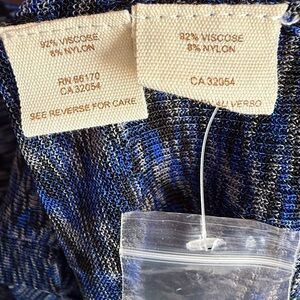 92% VISCOSE
8% NYLON
RN 66170
CA 32054
SEE REVERSE FOR CARE
92% VISCOSE
8% NYLON
CA 32054
AU VERSO